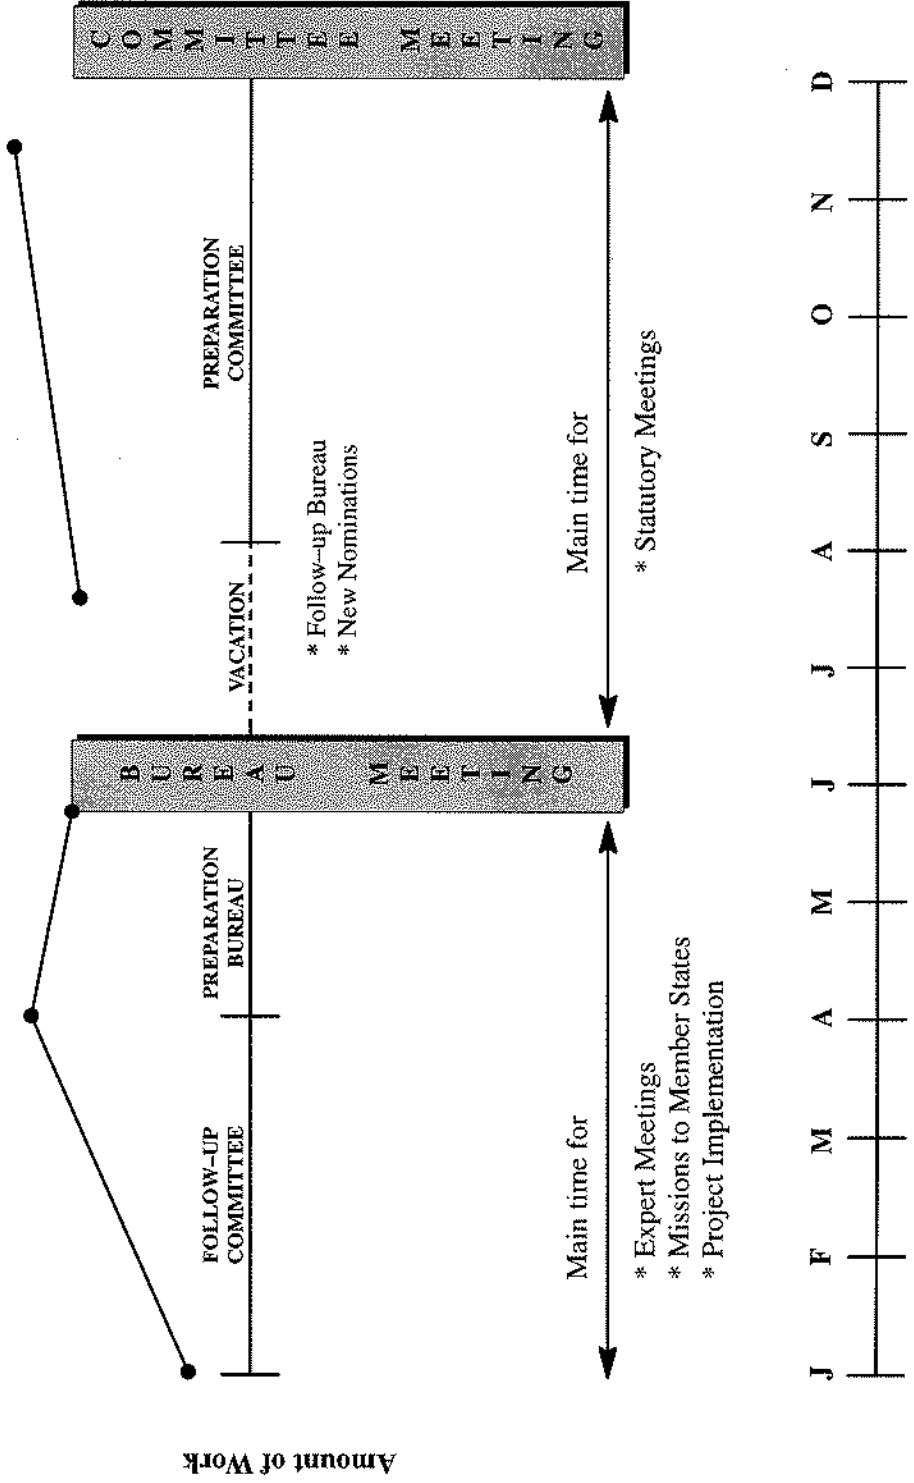 Amount of Work
FOLLOW–UP
COMMITTEE
PREPARATION
BUREAU
BUREAU MEETING
VACATION
PREPARATION
COMMITTEE
COMMITTEE MEETING
* Follow–up Bureau
* New Nominations
Main time for
* Expert Meetings
* Missions to Member States
* Project Implementation
Main time for
* Statutory Meetings
J F M A M J J A S O N D